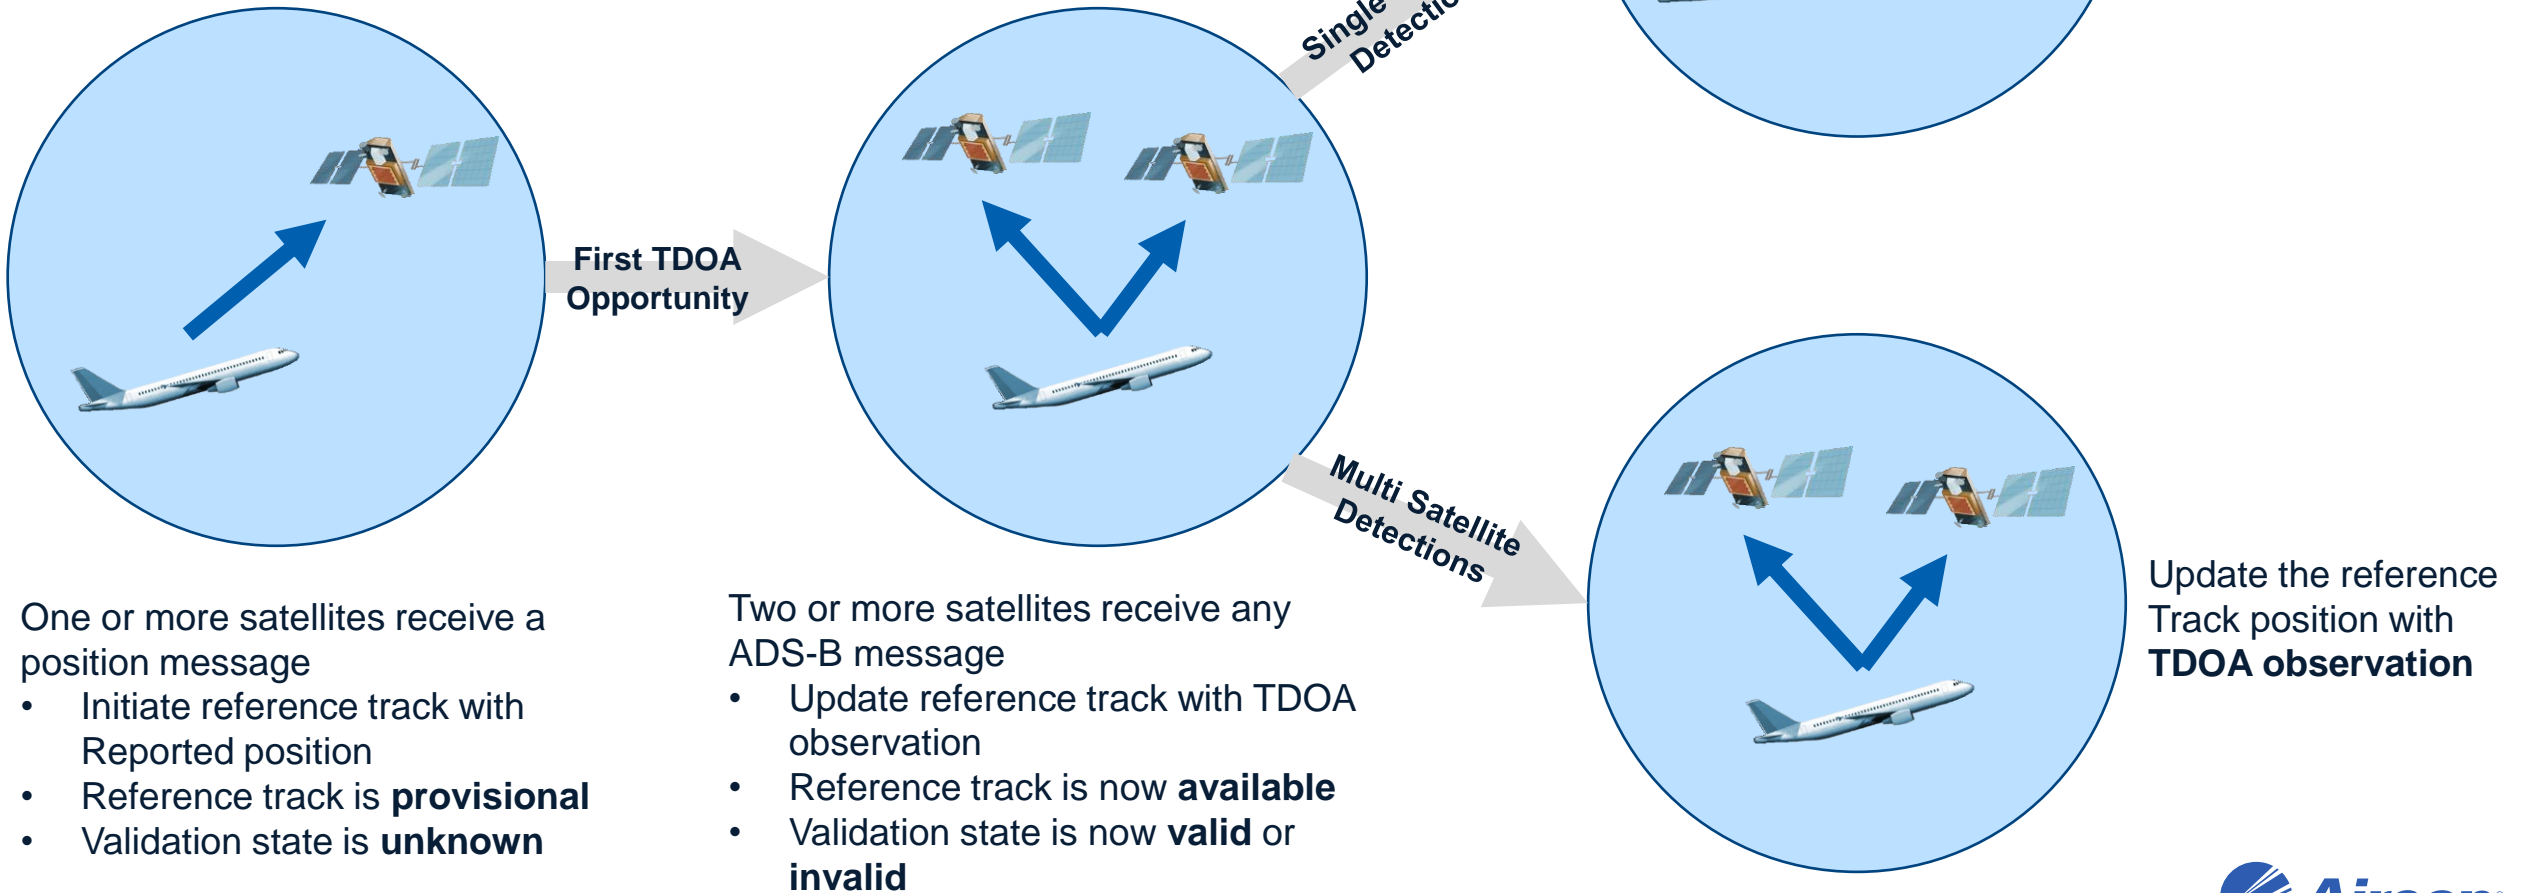 Single
Detection
First TDOA
Opportunity
Multi Satellite
Detections
One or more satellites receive a
position message
• Initiate reference track with
Reported position
• Reference track is provisional
• Validation state is unknown
Two or more satellites receive any
ADS-B message
• Update reference track with TDOA
observation
• Reference track is now available
• Validation state is now valid or
invalid
Update the reference
Track position with
TDOA observation